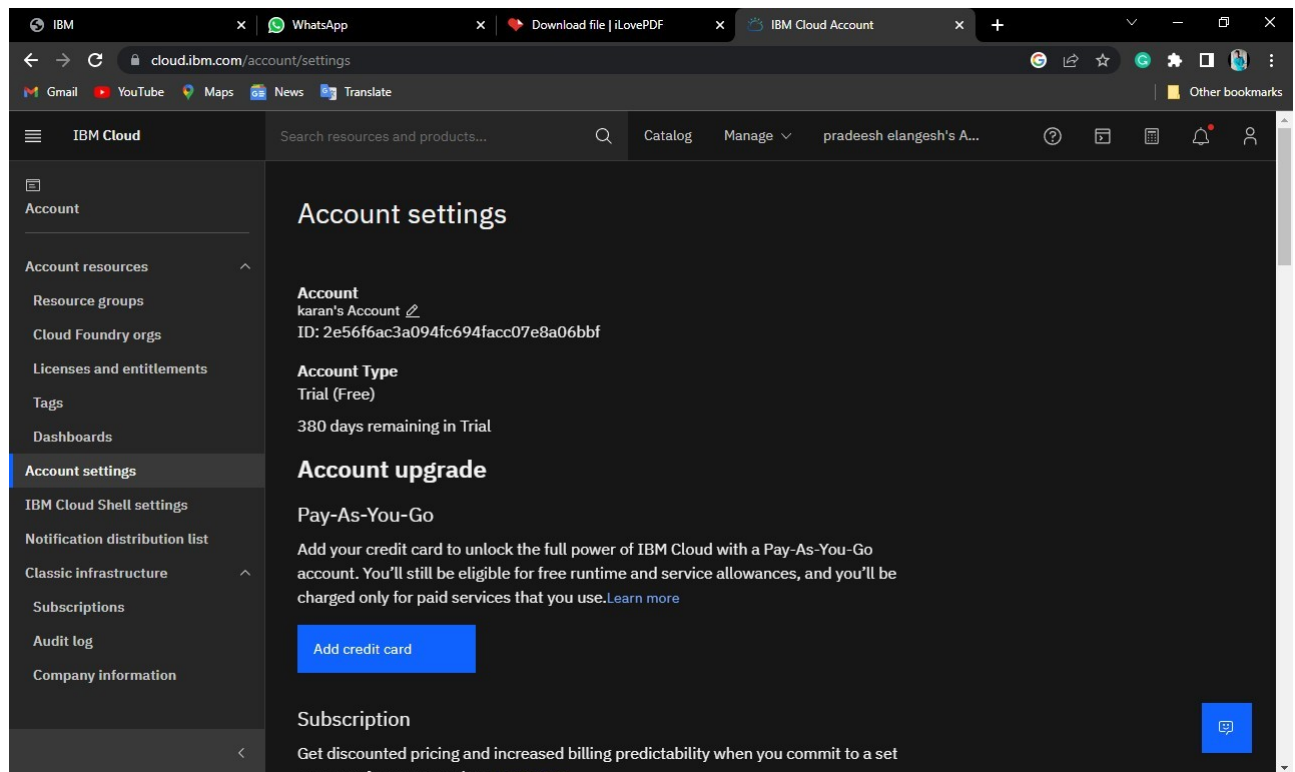 IBM
WhatsApp
Download file | iLovePDF
IBM Cloud Account
cloud.ibm.com/account/settings
Gmail
YouTube
Maps
News
Translate
Other bookmarks
IBM Cloud
Search resources and products...
Catalog
Manage
pradeesh elangesh's A...
Account
Account resources
Resource groups
Cloud Foundry orgs
Licenses and entitlements
Tags
Dashboards
Account settings
IBM Cloud Shell settings
Notification distribution list
Classic infrastructure
Subscriptions
Audit log
Company information
Account settings
Account
karan's Account
ID: 2e56f6ac3a094fc694facc07e8a06bbf
Account Type
Trial (Free)
380 days remaining in Trial
Account upgrade
Pay-As-You-Go
Add your credit card to unlock the full power of IBM Cloud with a Pay-As-You-Go
account. You'll still be eligible for free runtime and service allowances, and you'll be
charged only for paid services that you use.Learn more
Add credit card
Subscription
Get discounted pricing and increased billing predictability when you commit to a set